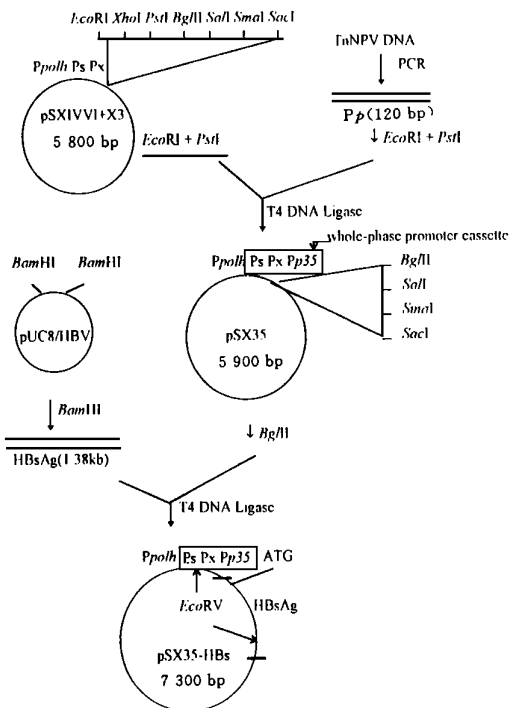 EcoRI XhoI PstI BglII SalI SmaI SacI
Ppolh Ps Px
pSXIVVI+X3
5 800 bp
TnNPV DNA
PCR
Pp(120 bp)
EcoRI + PstI
EcoRI + PstI
T4 DNA Ligase
whole-phase promoter cassette
Ppolh Ps Px Pp35
BglII
SalI
SmaI
SacI
BamHI BamHI
pUC8/HBV
pSX35
5 900 bp
BamHI
HBsAg(1 38kb)
↓ BglII
T4 DNA Ligase
Ppolh Ps Px Pp35 ATG
EcoRV
HBsAg
pSX35-HBs
7 300 bp